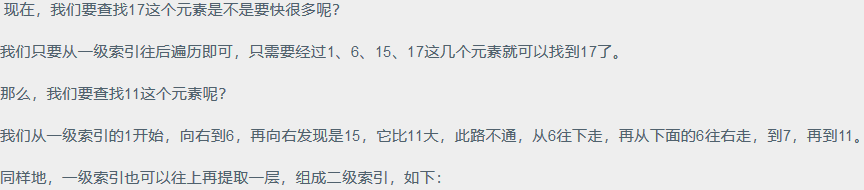 现在，我们要查找17这个元素是不是要快很多呢？
我们只要从一级索引往后遍历即可，只需要经过1、6、15、17这几个元素就可以找到17了。
那么，我们要查找11这个元素呢？
我们从一级索引的1开始，向右到6，再向右发现是15，它比11大，此路不通，从6往下走，再从下面的6往右走，到7，再到11。
同样地，一级索引也可以往上再提取一层，组成二级索引，如下：